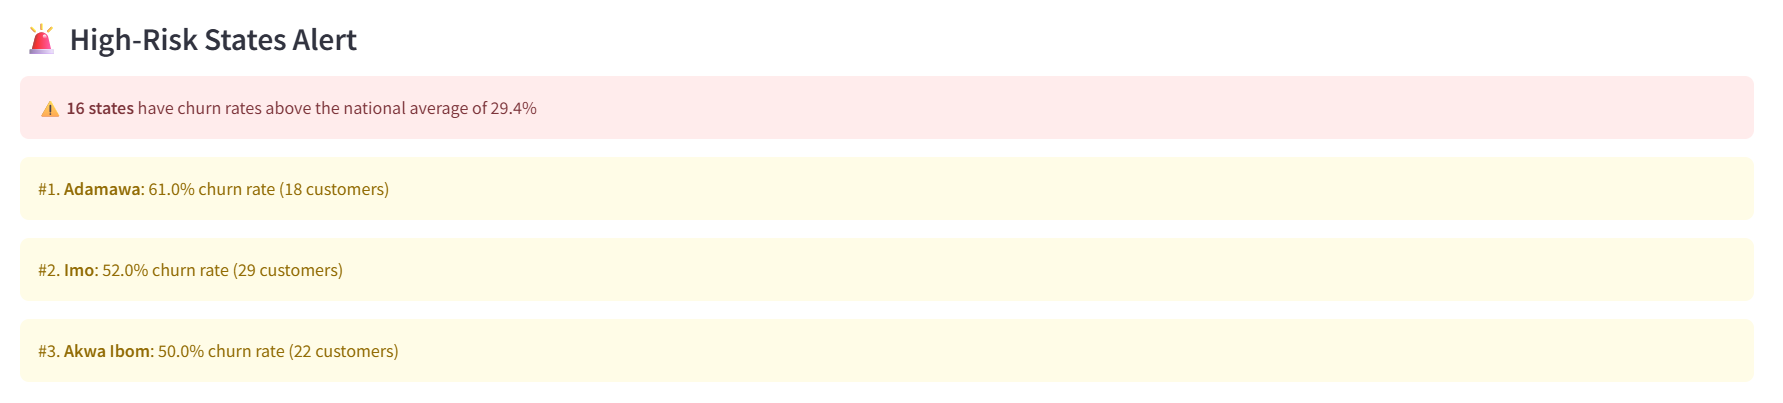 High-Risk States Alert
16 states have churn rates above the national average of 29.4%
#1. Adamawa: 61.0% churn rate (18 customers)
#2. Imo: 52.0% churn rate (29 customers)
#3. Akwa Ibom: 50.0% churn rate (22 customers)